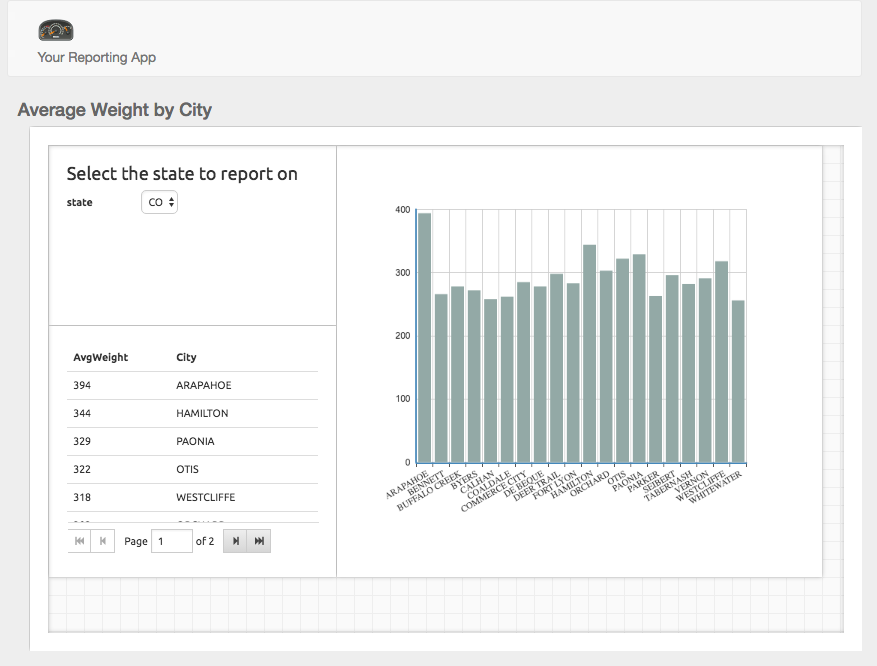 Your Reporting App
Average Weight by City
Select the state to report on
state CO
AvgWeight City
394 ARAPAHOE
344 HAMILTON
329 PAONIA
322 OTIS
318 WESTCLIFFE
Page 1 of 2
400
300
200
100
0
ARAPAHOE
BENNETT
BUFFALO CREEK
BYERS
CALHAN
COALDALE
COMMERCE CITY
DE BEQUE
DEER TRAIL
FORT LYON
HAMILTON
ORCHARD
OTIS
PAONIA
PARKER
SEIBERT
TABERNASH
VERNON
WESTCLIFFE
WHITEWATER